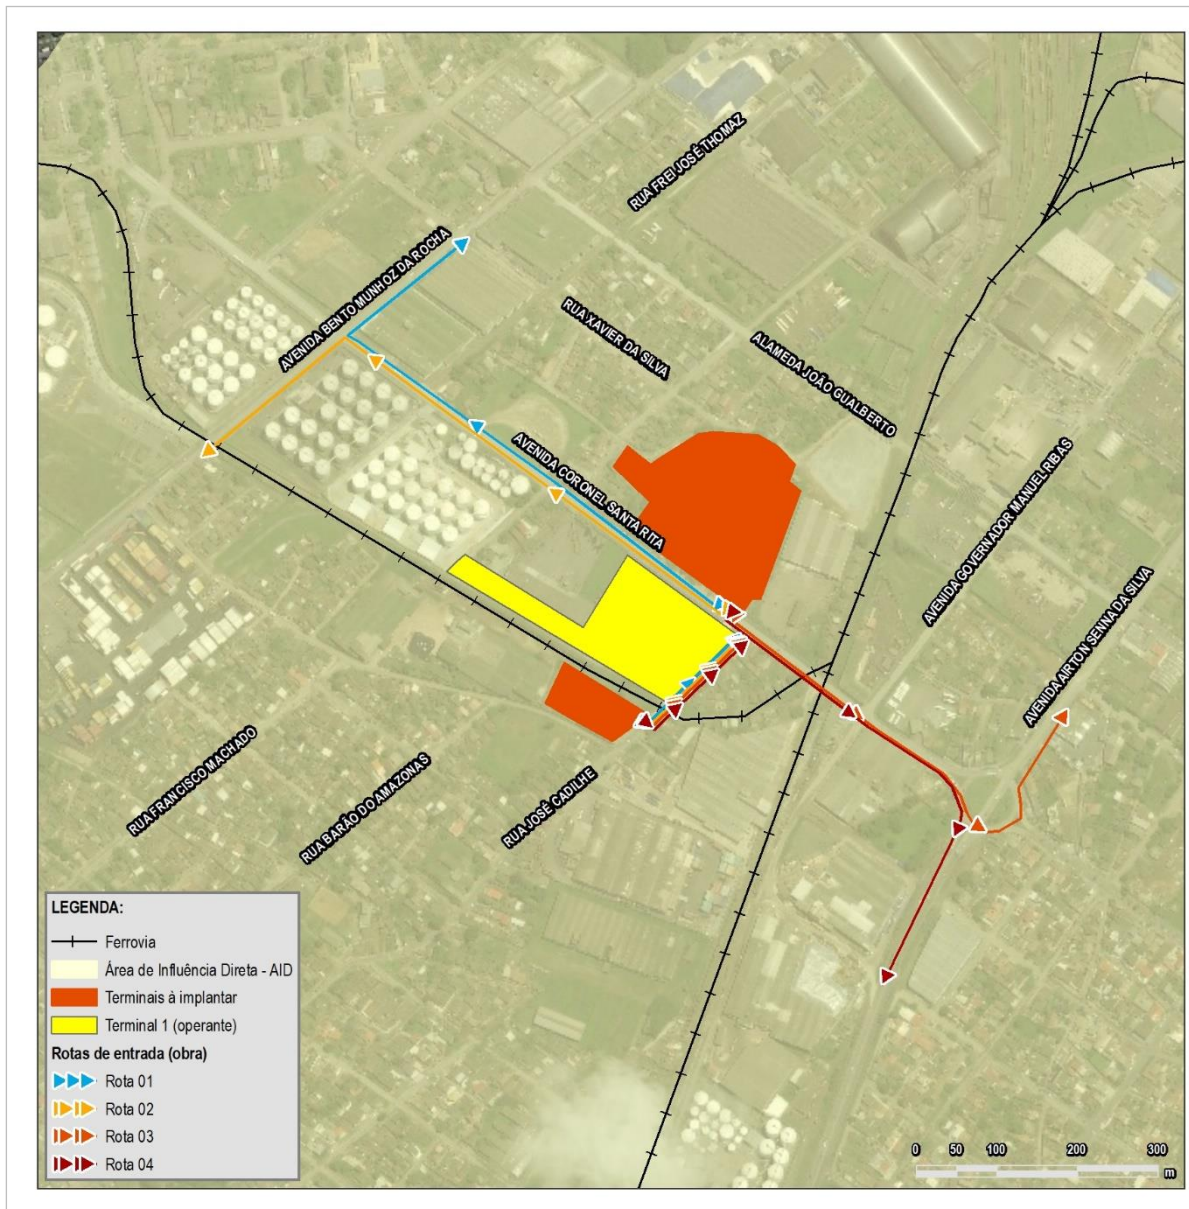 RUA FREI JOSÉ THOMAZ
AVENIDA BENTO MUNHOZ DA ROCHA
RUA XAVIER DA SILVA
ALAMEDA JOÃO GUALBERTO
AVENIDA CORONEL SANTA RITA
AVENIDA GOVERNADOR MANUEL RIBAS
AVENIDA AIRTON SENNA DA SILVA
RUA FRANCISCO MACHADO
RUA BARÃO DO AMAZONAS
RUA JOSÉ CADILHE
LEGENDA:
Ferrovia
Área de Influência Direta - AID
Terminais à implantar
Terminal 1 (operante)
Rotas de entrada (obra)
Rota 01
Rota 02
Rota 03
Rota 04
0 50 100 200 300
m